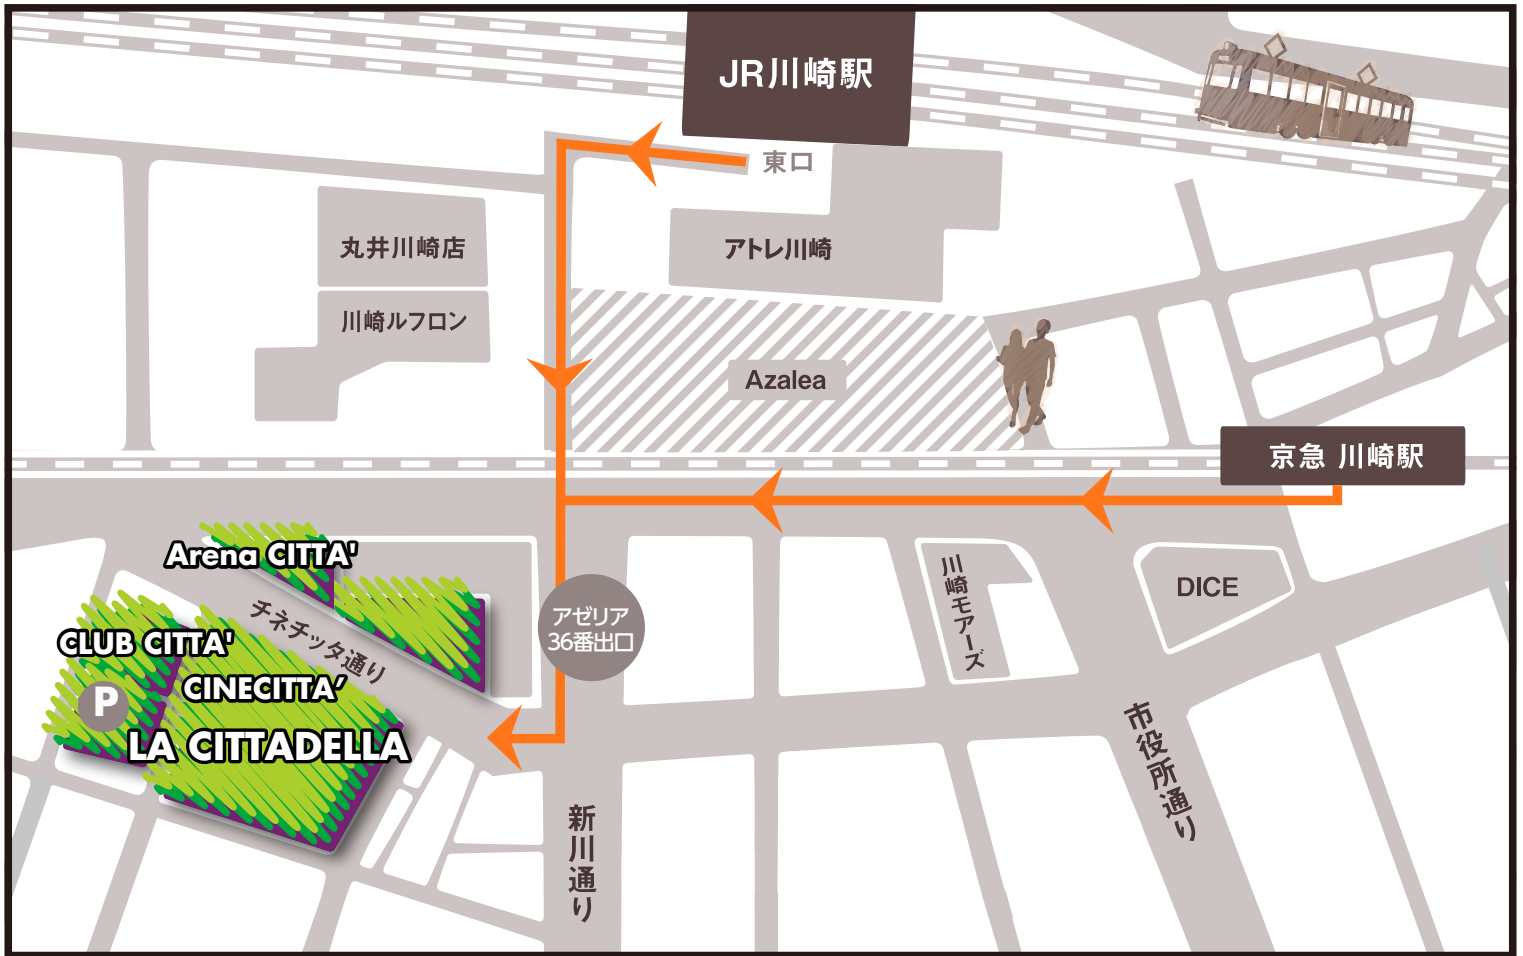 JR川崎駅
東口
丸井川崎店
アトレ川崎
川崎ルフロン
Azalea
京急 川崎駅
Arena CITTA'
チネチッタ通り
CLUB CITTA'
P
CINECITTA’
LA CITTADELLA
アゼリア
36番出口
川崎モアーズ
DICE
市役所通り
新川通り